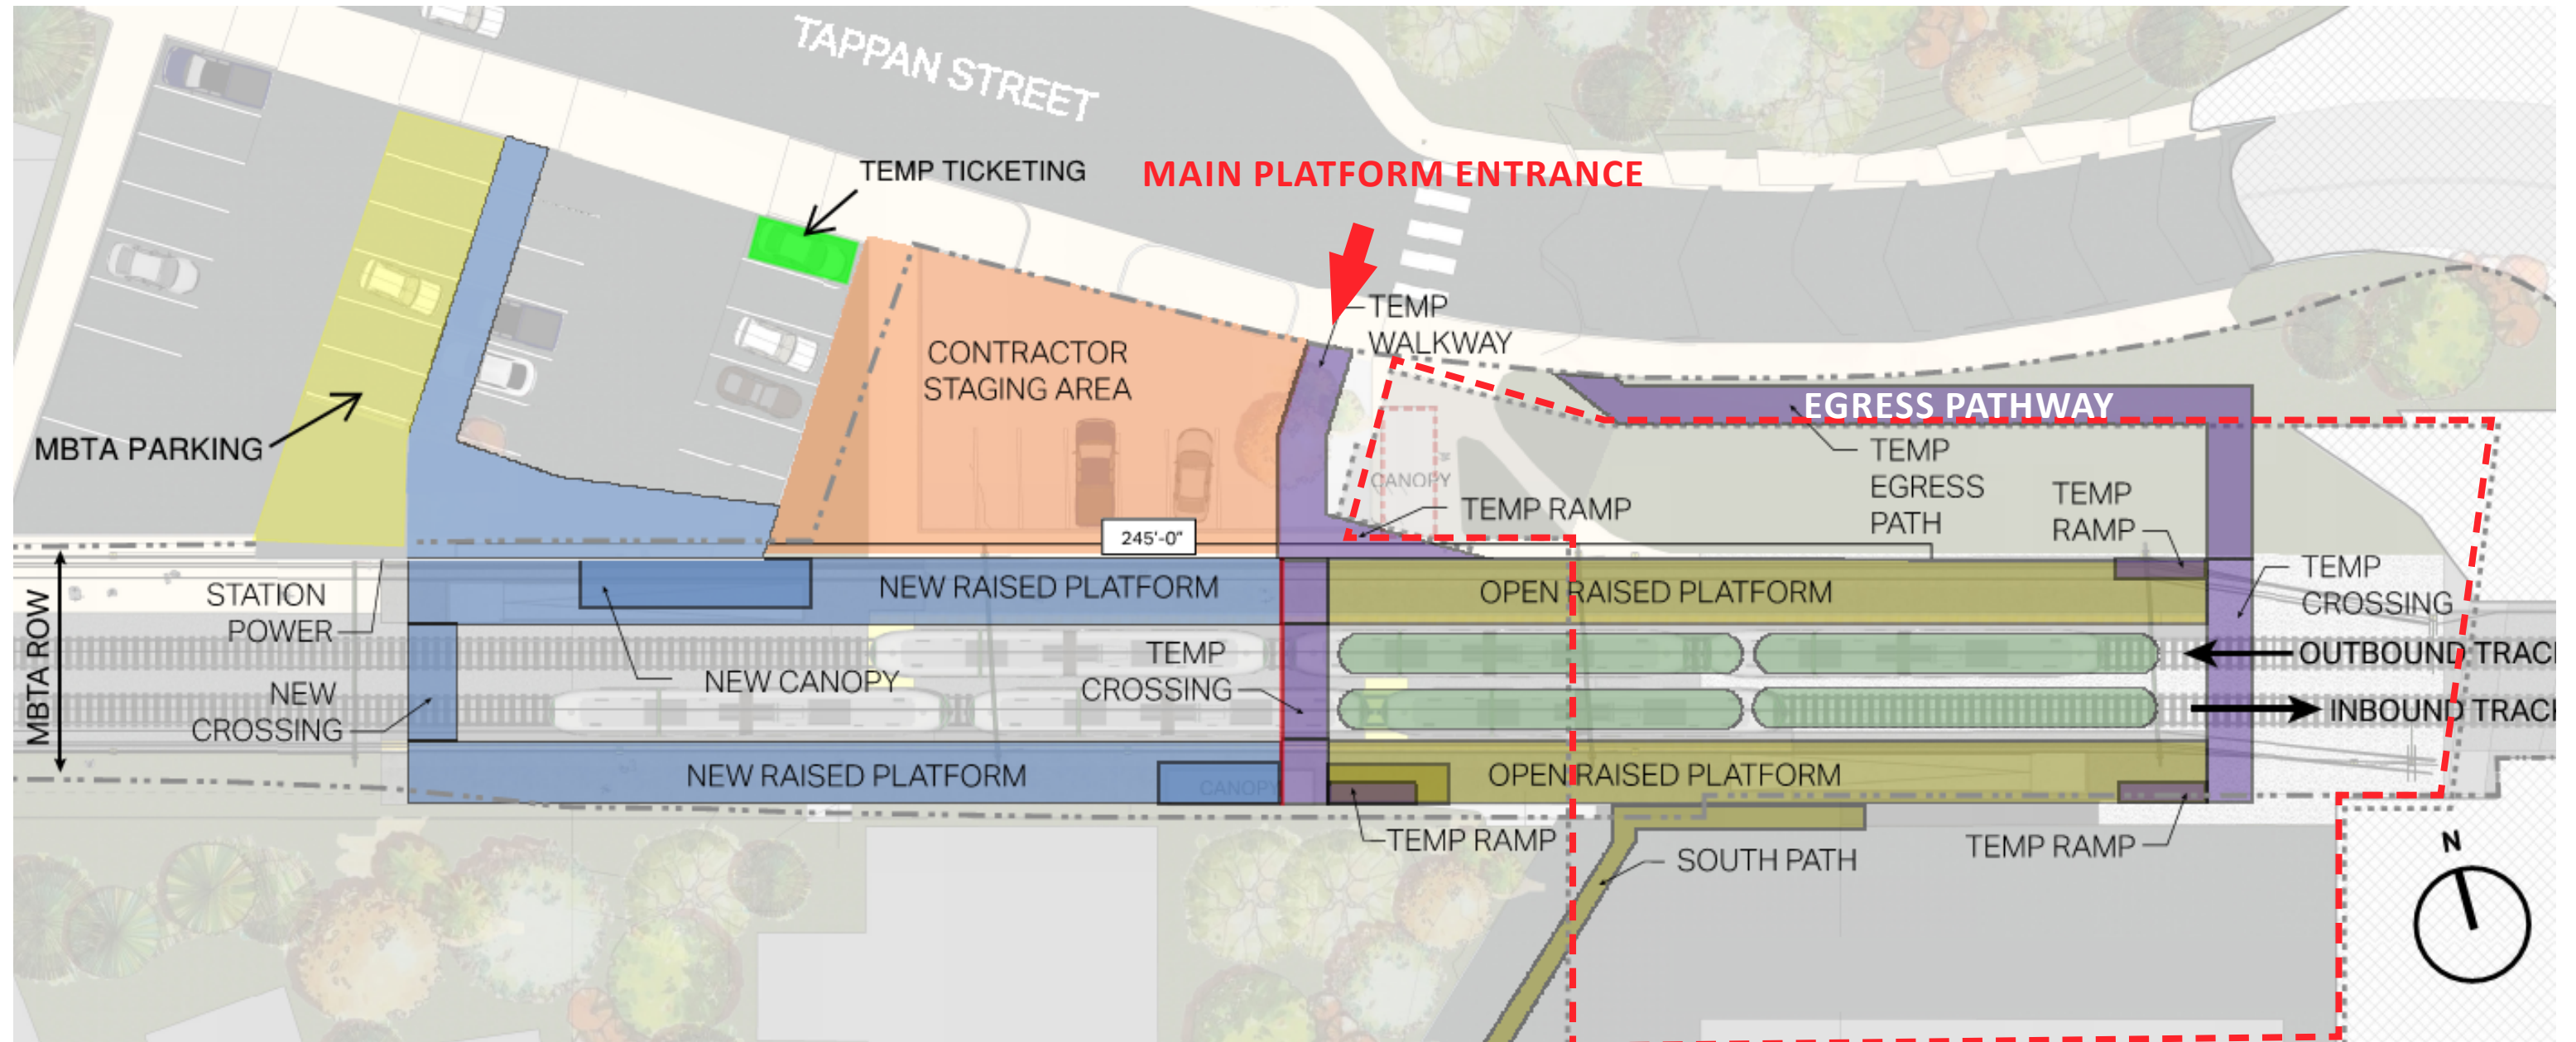 TAPPAN STREET
TEMP TICKETING
MAIN PLATFORM ENTRANCE
TEMP
WALKWAY
CONTRACTOR
STAGING AREA
MBTA PARKING
EGRESS PATHWAY
TEMP
EGRESS
PATH
TEMP
RAMP
CANOPY
TEMP RAMP
245'-0"
STATION
POWER
NEW RAISED PLATFORM
OPEN RAISED PLATFORM
TEMP
CROSSING
MBTA ROW
NEW
CROSSING
NEW CANOPY
TEMP
CROSSING
OUTBOUND TRAC
INBOUND TRAC
NEW RAISED PLATFORM
CANOPY
OPEN RAISED PLATFORM
TEMP RAMP
SOUTH PATH
TEMP RAMP
N